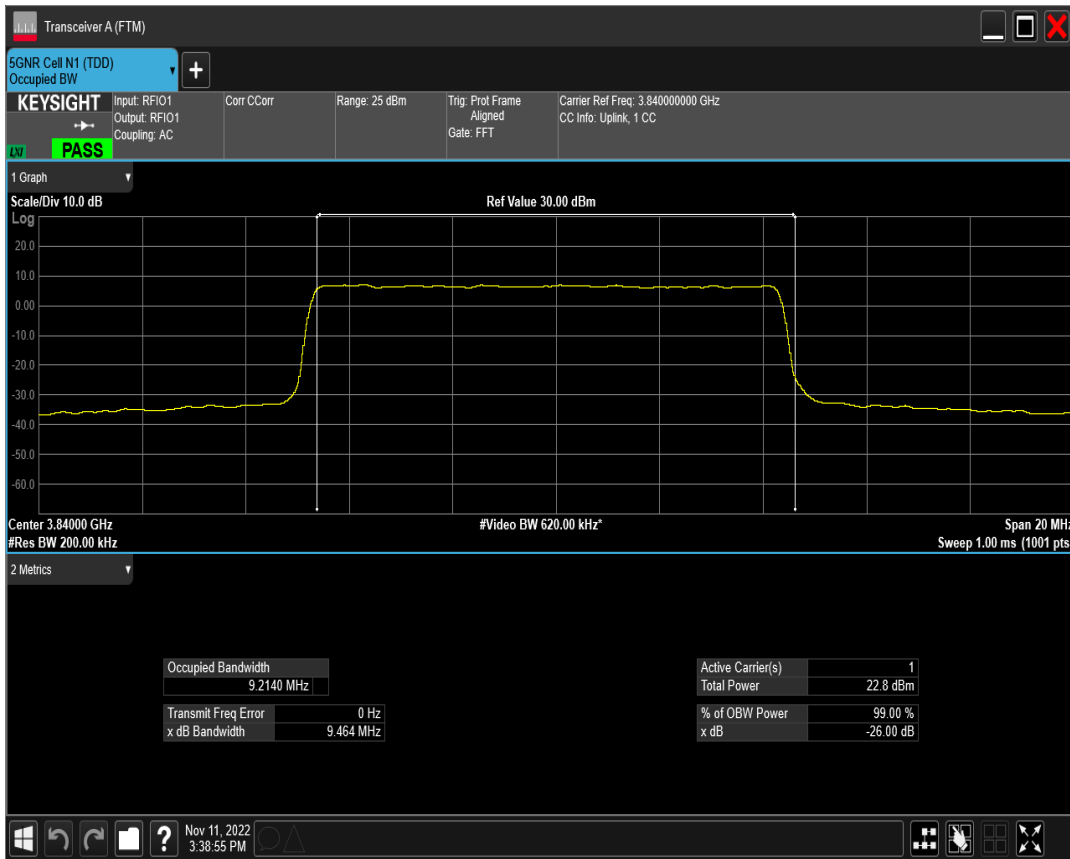 Transceiver A (FTM)
5GNR Cell N1 (TDD)
Occupied BW
+
KEYSIGHT
LXI
PASS
Input: RFIO1
Output: RFIO1
Coupling: AC
Corr CCorr
Range: 25 dBm
Trig: Prot Frame
Aligned
Gate: FFT
Carrier Ref Freq: 3.840000000 GHz
CC Info: Uplink, 1 CC
1 Graph
Scale/Div 10.0 dB
Ref Value 30.00 dBm
Log
20.0
10.0
0.00
-10.0
-20.0
-30.0
-40.0
-50.0
-60.0
Center 3.84000 GHz
#Video BW 620.00 kHz*
Span 20 MHz
#Res BW 200.00 kHz
Sweep 1.00 ms (1001 pts
2 Metrics
Occupied Bandwidth
9.2140 MHz
Transmit Freq Error 0 Hz
x dB Bandwidth 9.464 MHz
Active Carrier(s) 1
Total Power 22.8 dBm
% of OBW Power 99.00 %
x dB -26.00 dB
?
Nov 11, 2022
3:38:55 PM